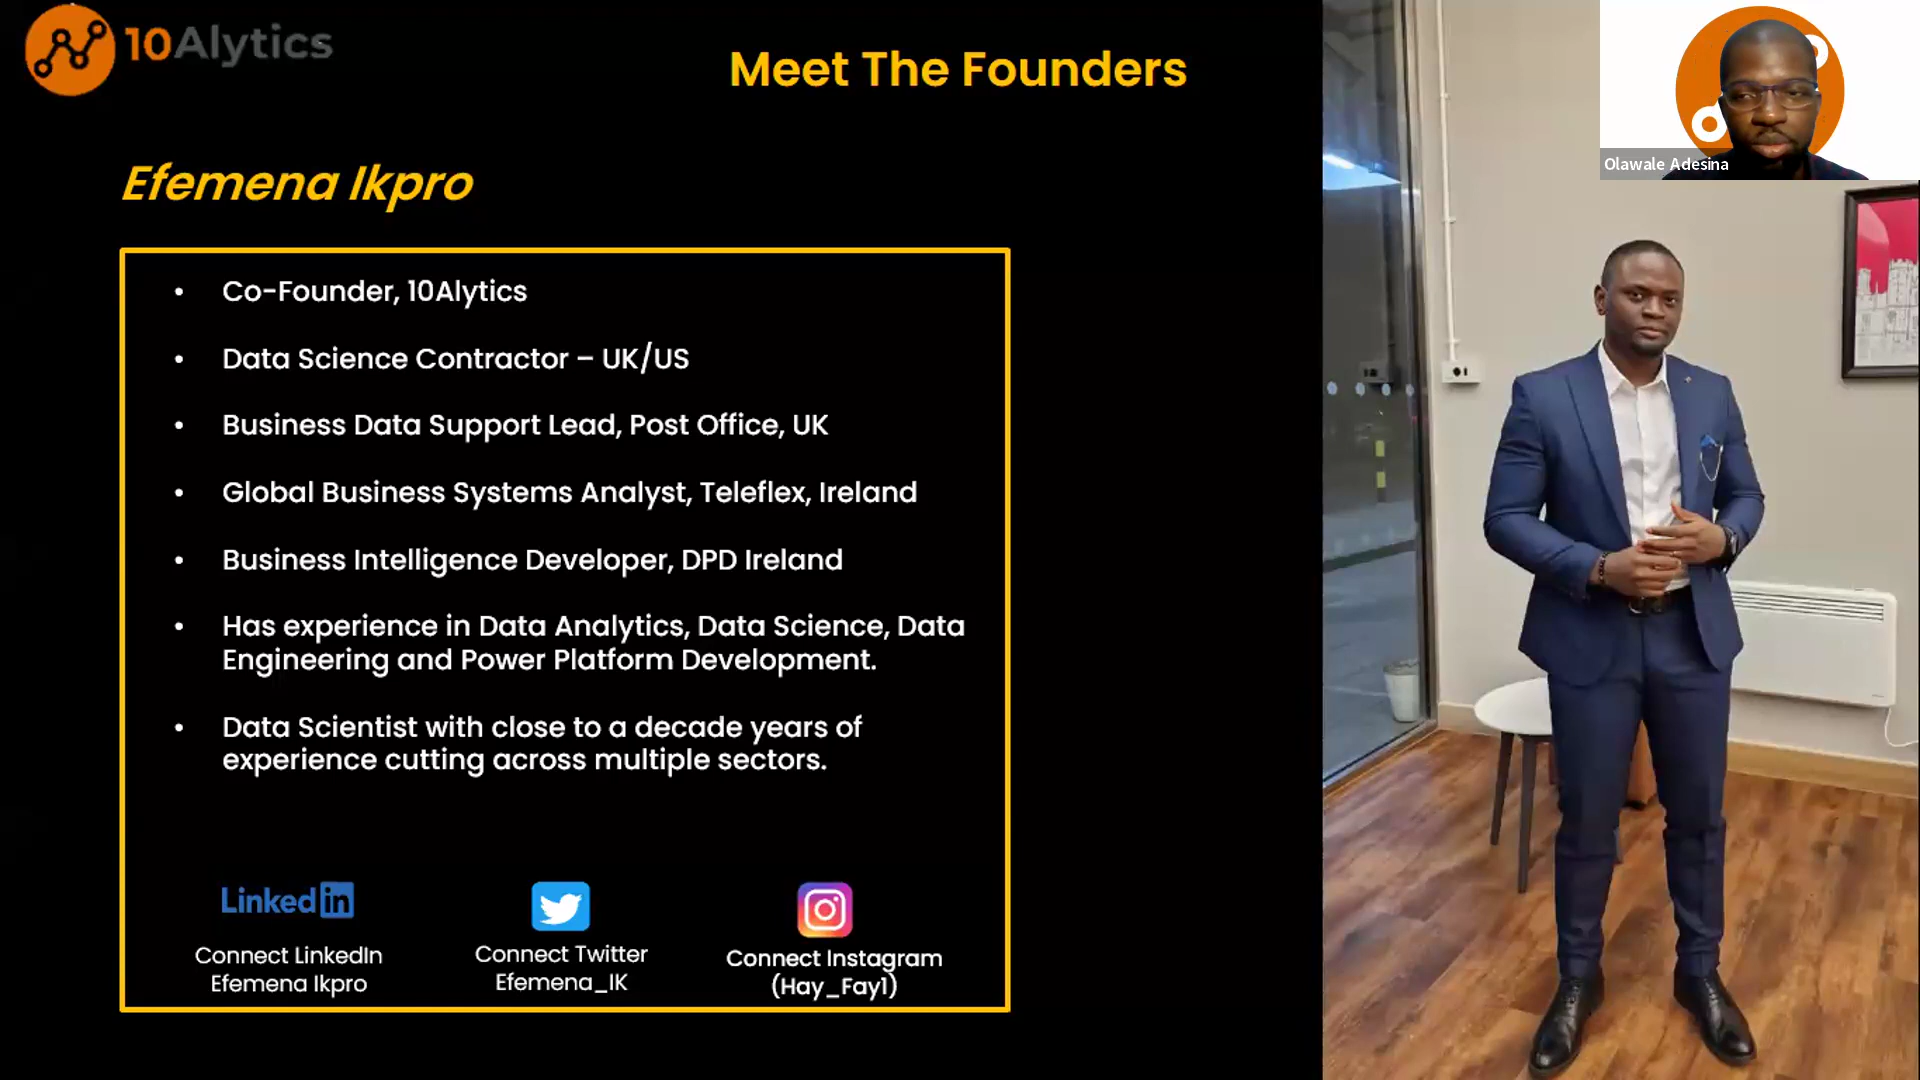 10Alytics
Meet The Founders
Olawale Adesina
Efemena Ikpro
• Co-Founder, 10Alytics
• Data Science Contractor – UK/US
• Business Data Support Lead, Post Office, UK
• Global Business Systems Analyst, Teleflex, Ireland
• Business Intelligence Developer, DPD Ireland
• Has experience in Data Analytics, Data Science, Data
Engineering and Power Platform Development.
• Data Scientist with close to a decade years of
experience cutting across multiple sectors.
Linked in
Connect LinkedIn
Efemena Ikpro
Connect Twitter
Efemena_IK
Connect Instagram
(Hay_Fay1)